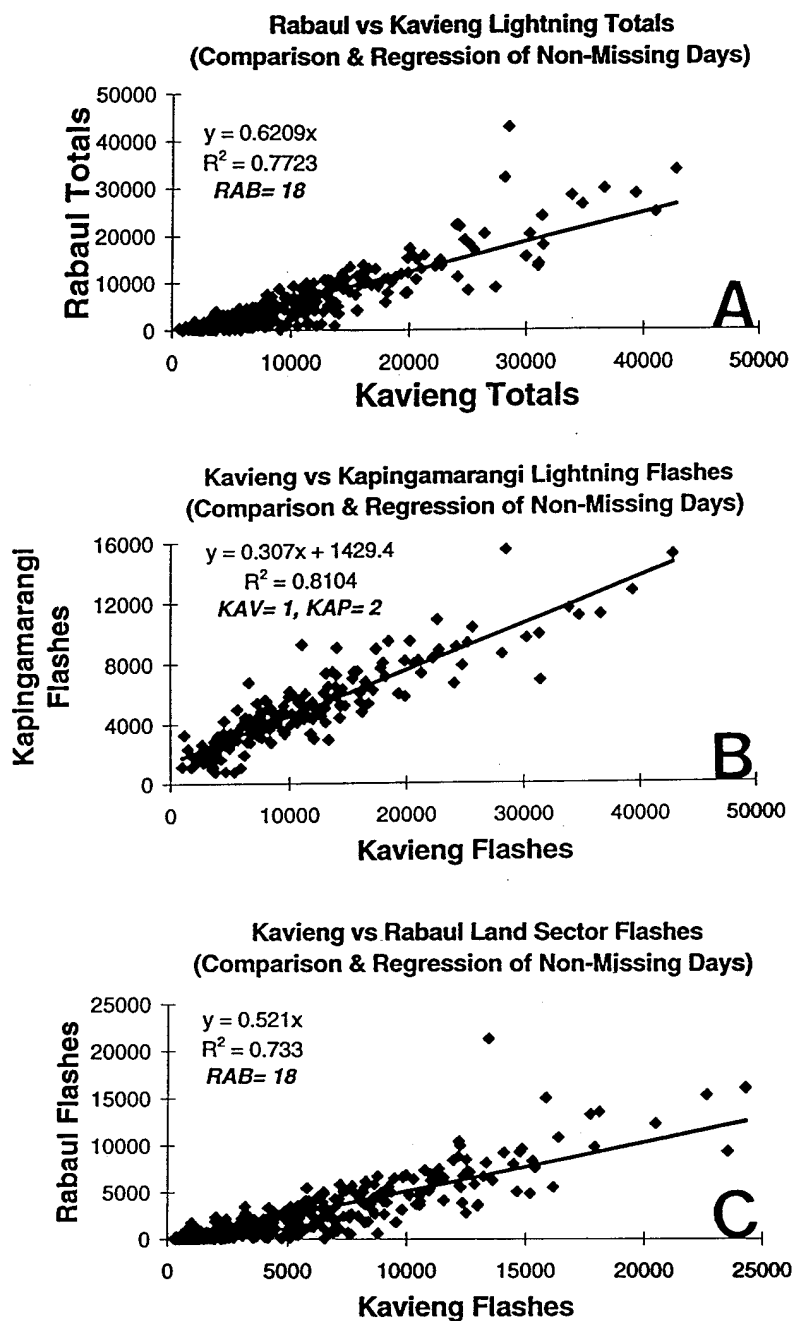 Rabaul vs Kavieng Lightning Totals
(Comparison & Regression of Non-Missing Days)
50000
40000
30000
20000
10000
0
Rabaul Totals
y = 0.6209x
R² = 0.7723
RAB= 18
A
0 10000 20000 30000 40000 50000
Kavieng Totals
Kavieng vs Kapingamarangi Lightning Flashes
(Comparison & Regression of Non-Missing Days)
16000
12000
8000
4000
0
Kapingamarangi
Flashes
y = 0.307x + 1429.4
R² = 0.8104
KAV= 1, KAP= 2
B
0 10000 20000 30000 40000 50000
Kavieng Flashes
Kavieng vs Rabaul Land Sector Flashes
(Comparison & Regression of Non-Missing Days)
25000
20000
15000
10000
5000
0
Rabaul Flashes
y = 0.521x
R² = 0.733
RAB= 18
C
0 5000 10000 15000 20000 25000
Kavieng Flashes